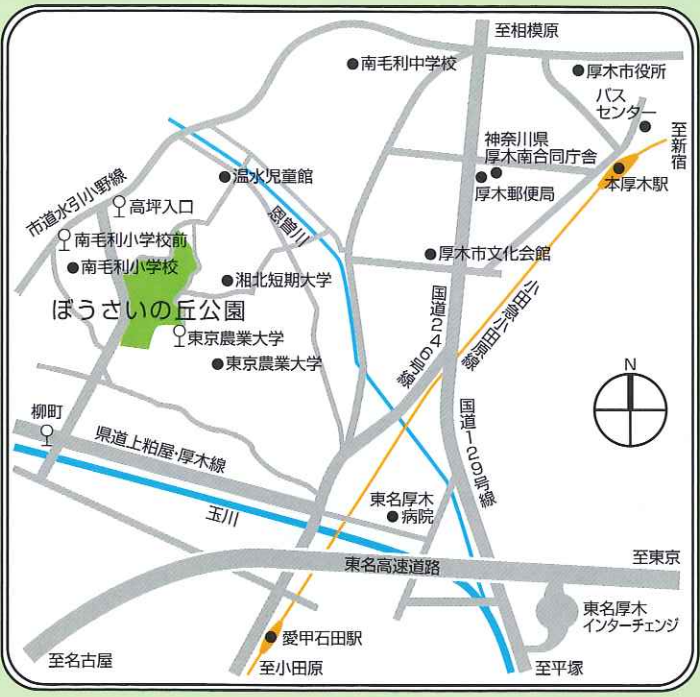 至相模原
南毛利中学校
厚木市役所
バス
センター
至新宿
神奈川県
厚木南合同庁舎
本厚木駅
厚木郵便局
温水児童館
市道水引小野線
高坪入口
恩曽川
南毛利小学校前
南毛利小学校
厚木市文化会館
湘北短期大学
ぼうさいの丘公園
国道246号線
小田急小田原線
東京農業大学
東京農業大学
N
柳町
国道129号線
県道上粕屋・厚木線
玉川
東名厚木
病院
東名高速道路
至東京
東名厚木
インターチェンジ
愛甲石田駅
至名古屋
至小田原
至平塚